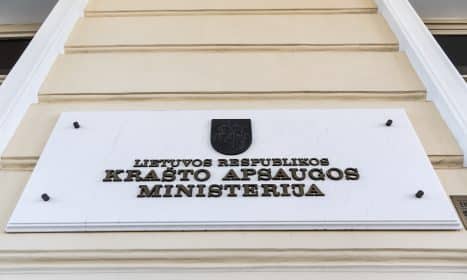 LIETUVOS RESPUBLIKOS
KRAŠTO APSAUGOS
MINISTERIJA